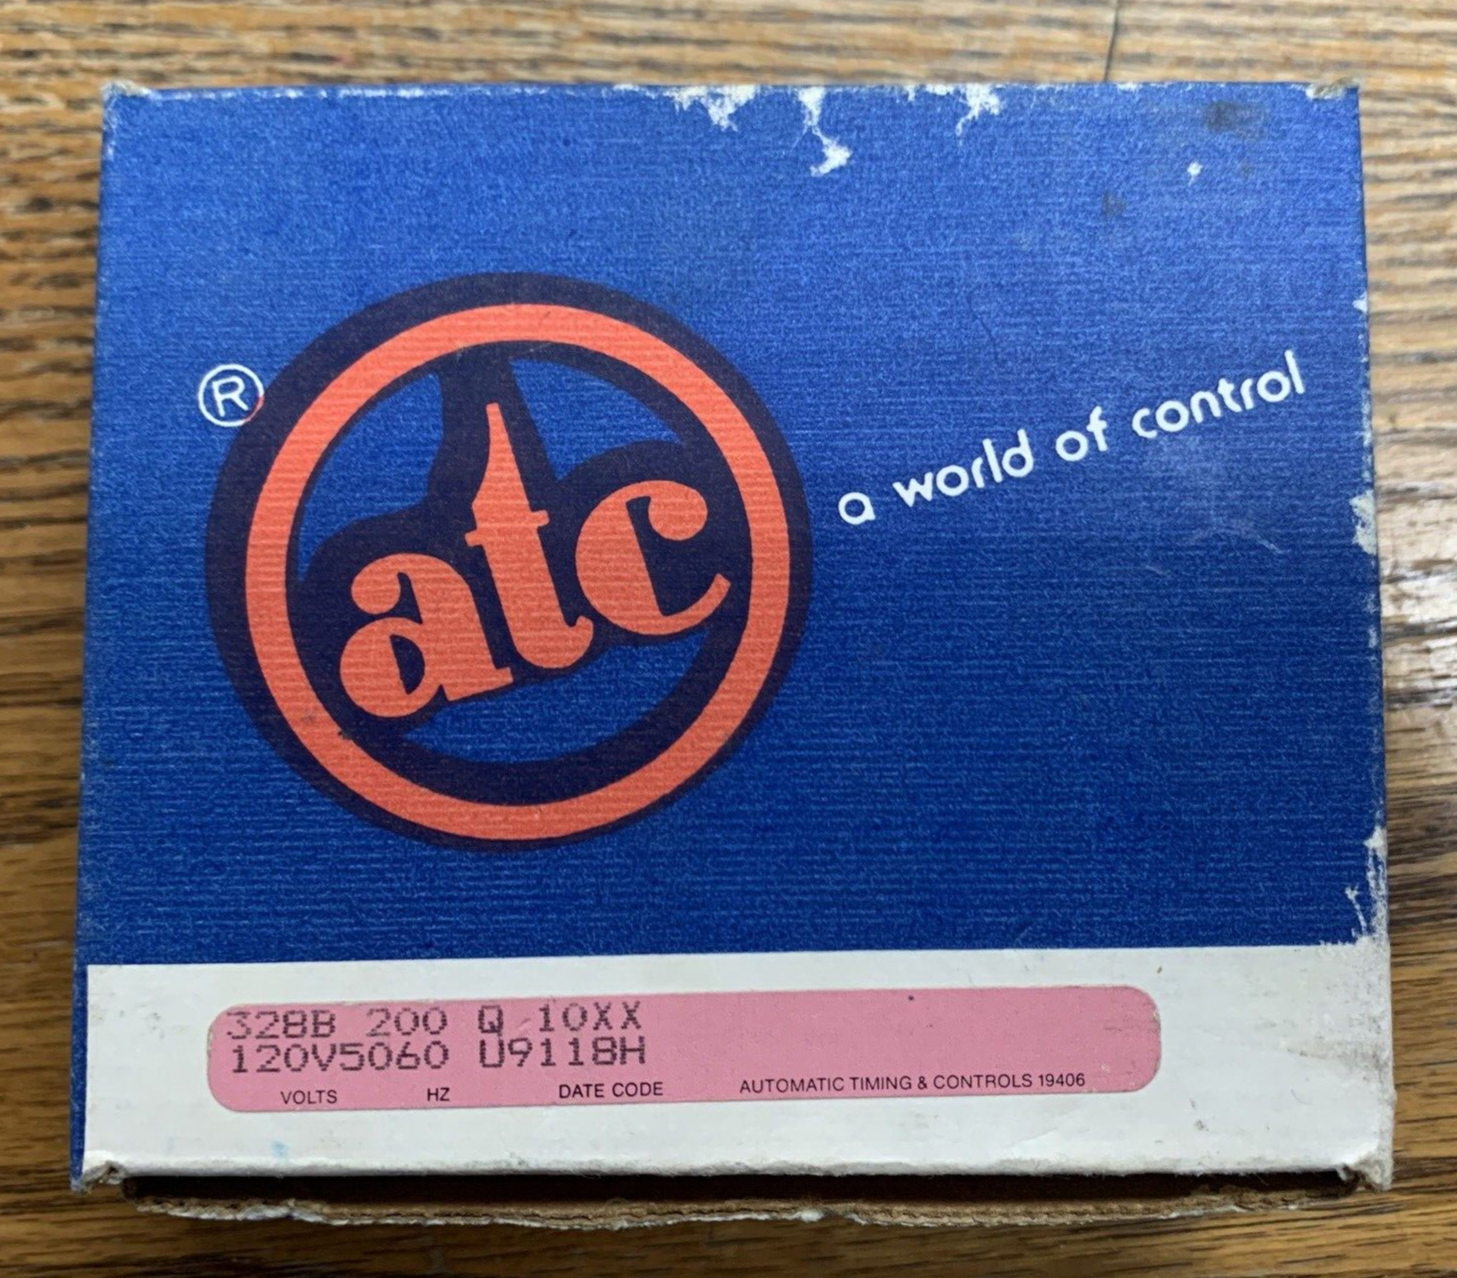 ®
atc
a world of control
328B 200 Q 10XX
120V5060 U9118H
VOLTS HZ DATE CODE AUTOMATIC TIMING & CONTROLS 19406